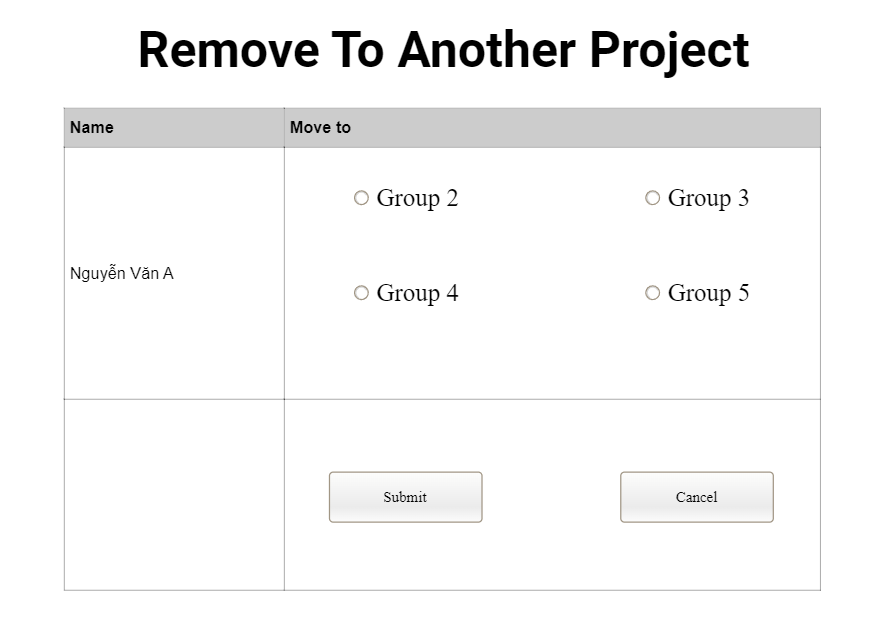 Remove To Another Project
Name Move to
Group 2 Group 3
Nguyễn Văn A
Group 4 Group 5
Submit Cancel